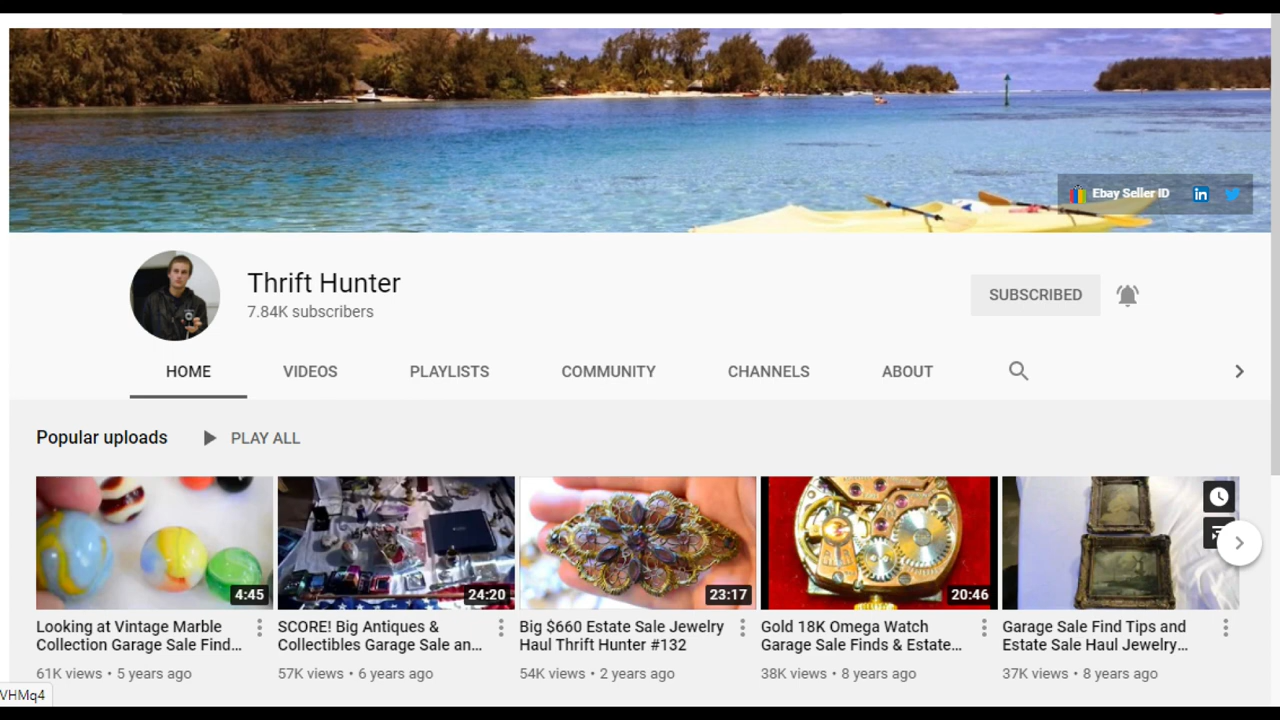 Ebay Seller ID
in
Thrift Hunter
7.84K subscribers
SUBSCRIBED
HOME VIDEOS PLAYLISTS COMMUNITY CHANNELS ABOUT
Popular uploads PLAY ALL
4:45 24:20 23:17 20:46
Looking at Vintage Marble
Collection Garage Sale Find...
61K views • 5 years ago
SCORE! Big Antiques &
Collectibles Garage Sale an...
57K views • 6 years ago
Big $660 Estate Sale Jewelry
Haul Thrift Hunter #132
54K views • 2 years ago
Gold 18K Omega Watch
Garage Sale Finds & Estate...
38K views • 8 years ago
Garage Sale Find Tips and
Estate Sale Haul Jewelry...
37K views • 8 years ago
VHMq4